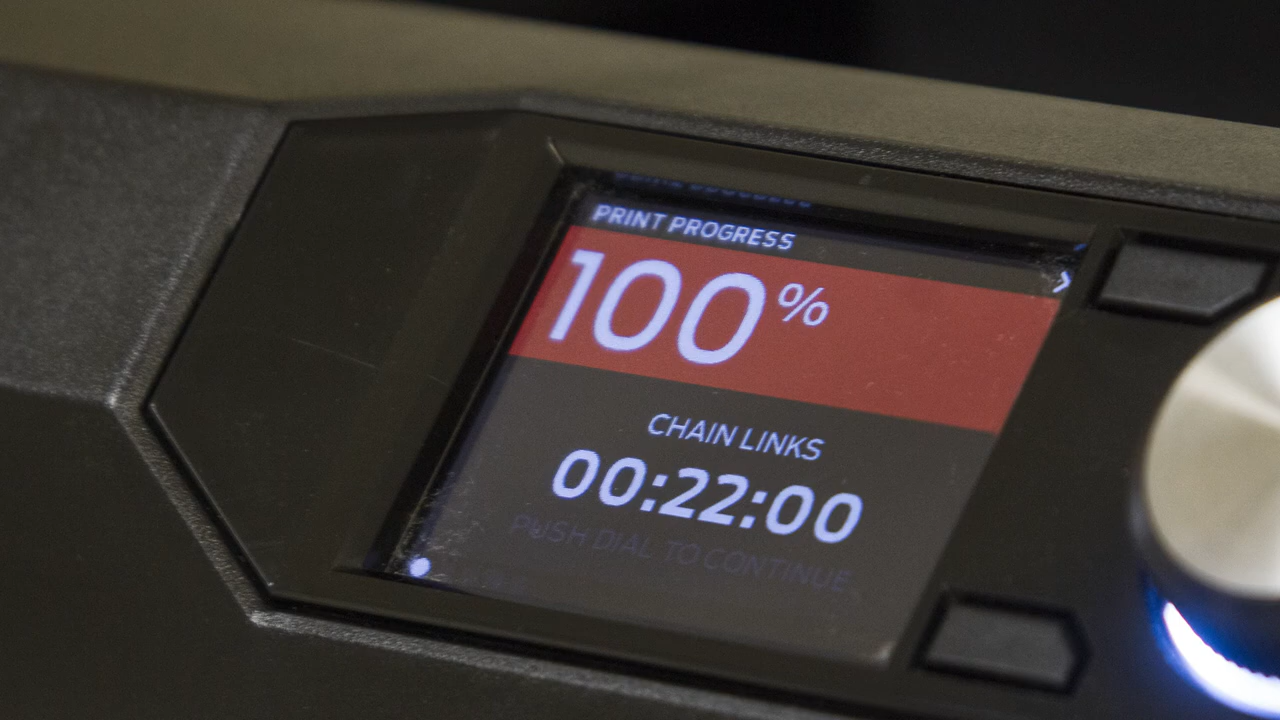 PRINT PROGRESS
100%
CHAIN LINKS
00:22:00
PUSH DIAL TO CONTINUE